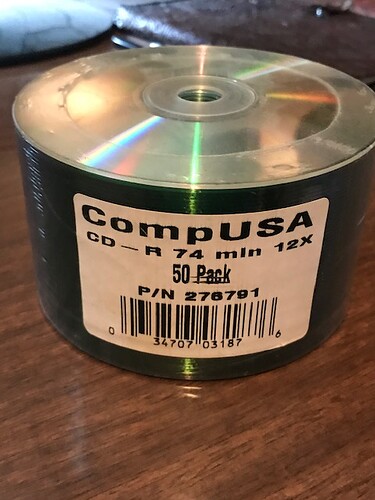 CompUSA
CD-R 74 min 12X
50 Pack
P/N 276791
0 34707 03187 6